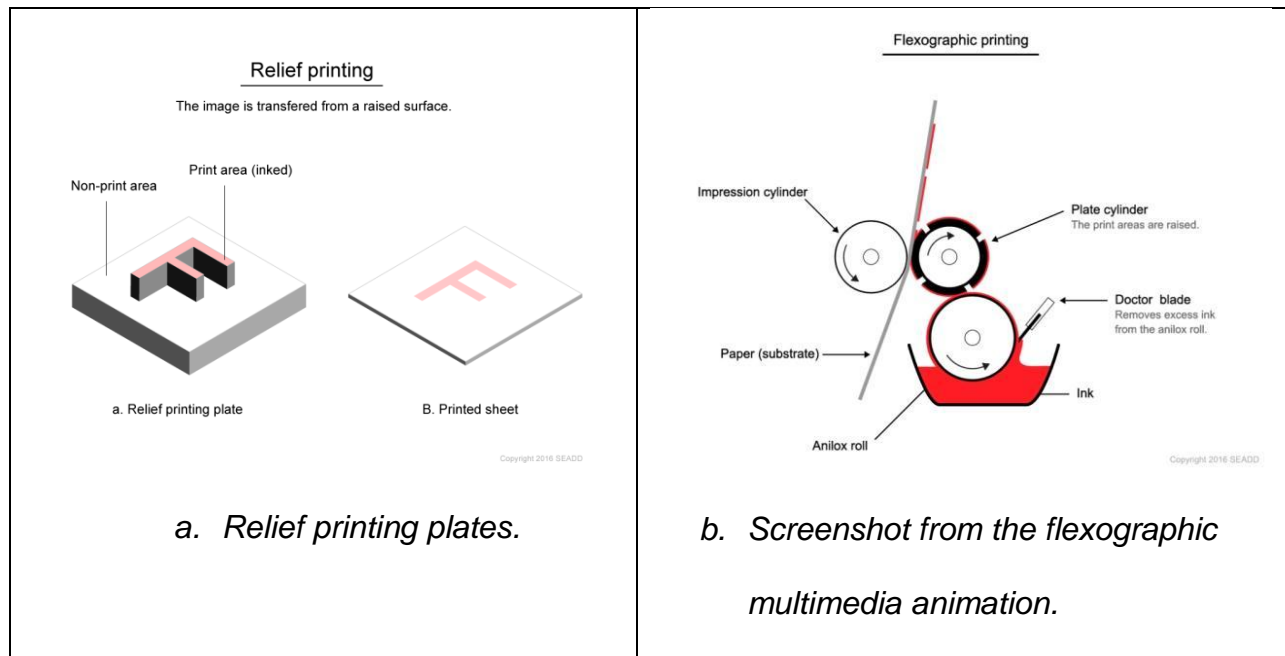 Relief printing
The image is transfered from a raised surface.
Print area (inked)
Non-print area
a. Relief printing plate
B. Printed sheet
Copyright 2016 SEADD
a. Relief printing plates.
Flexographic printing
Impression cylinder
Plate cylinder
The print areas are raised.
Doctor blade
Removes excess ink
from the anilox roll.
Paper (substrate)
Ink
Anilox roll
Copyright 2016 SEADD
b. Screenshot from the flexographic
multimedia animation.